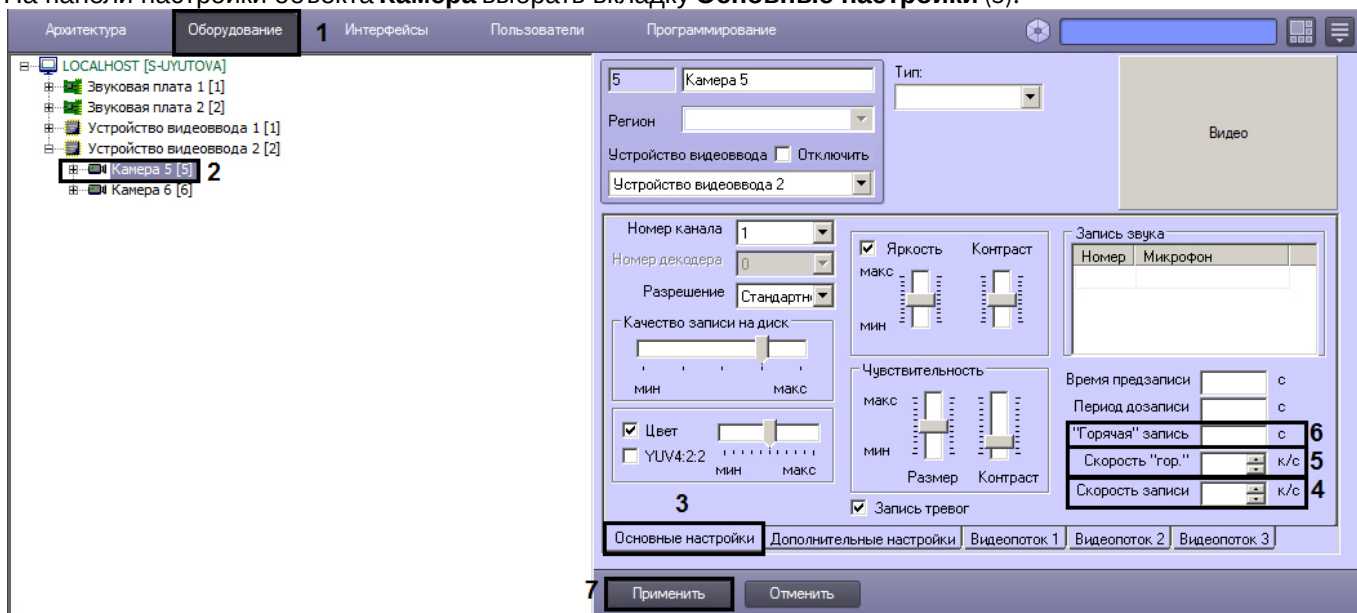 На панели настройки объекта Камера выбрать вкладку Основные настройки (3).
Архитектура Оборудование 1 Интерфейсы Пользователи Программирование
LOCALHOST [S-UYUTOVA]
Звуковая плата 1 [1]
Звуковая плата 2 [2]
Устройство видеоввода 1 [1]
Устройство видеоввода 2 [2]
Камера 5 [5] 2
Камера 6 [6]
5 Камера 5
Тип:
Регион
Устройство видеоввода Отключить
Устройство видеоввода 2
Видео
Номер канала 1
Номер декодера 0
Разрешение Стандартн
Качество записи на диск
мин макс
Цвет
YUV4:2:2
мин макс
3
Яркость Контраст
макс
мин
Чувствительность
макс
мин
Размер Контраст
Запись тревог
Запись звука
Номер Микрофон
Время предзаписи с
Период дозаписи с
"Горячая" запись с 6
Скорость "гор." к/с 5
Скорость записи к/с 4
Основные настройки Дополнительные настройки Видеопоток 1 Видеопоток 2 Видеопоток 3
7 Применить Отменить